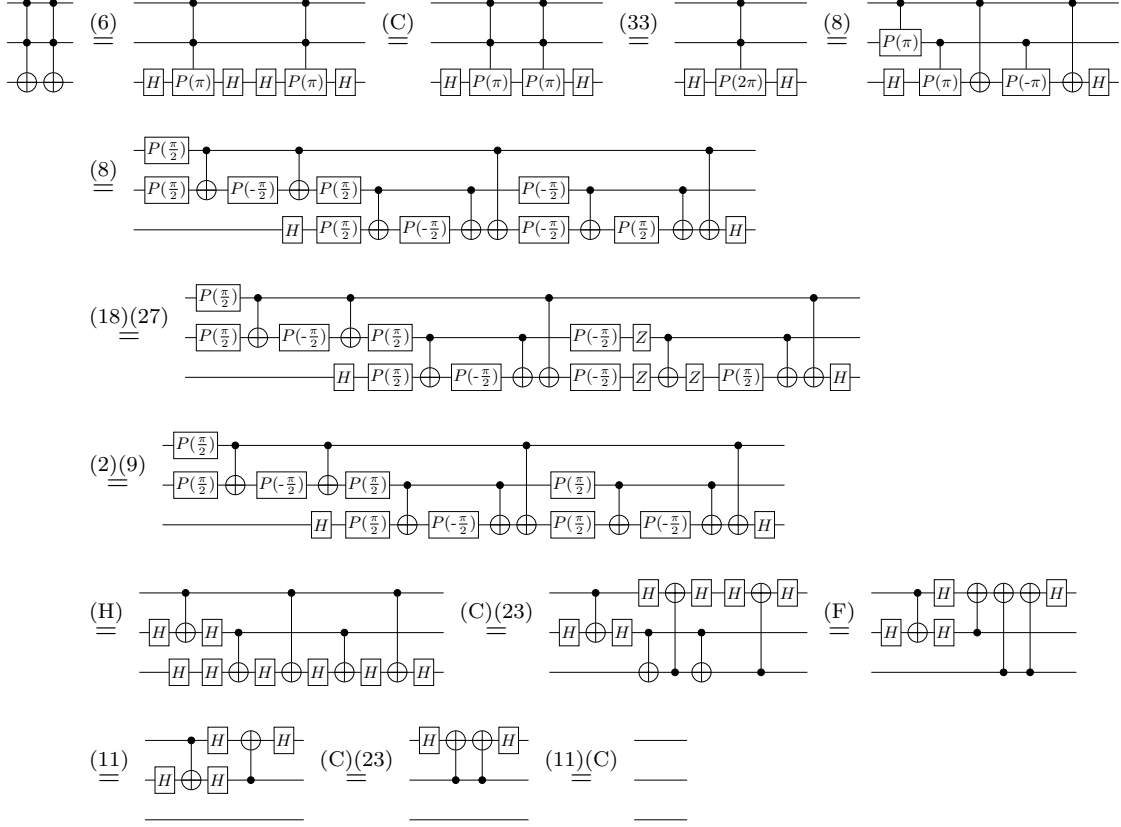 (6) (C) (33) (8)
= = = = P(π)
H P(π) H H P(π) H H P(π) P(π) H H P(2π) H H P(π) P(-π) H
P(π/2)
(8)
= P(π/2) P(-π/2) P(π/2) P(-π/2)
H P(π/2) P(-π/2) P(-π/2) P(π/2) H
P(π/2)
(18)(27)
= P(π/2) P(-π/2) P(π/2) P(-π/2) Z
H P(π/2) P(-π/2) P(-π/2) Z Z P(π/2) H
P(π/2)
(2)(9)
= P(π/2) P(-π/2) P(π/2) P(π/2)
H P(π/2) P(-π/2) P(π/2) P(-π/2) H
H H H H H H
(H) (C)(23) (F)
= H H = H H = H H
H H H H H H
H H H H
(11) (C)(23) (11)(C)
= H H = =